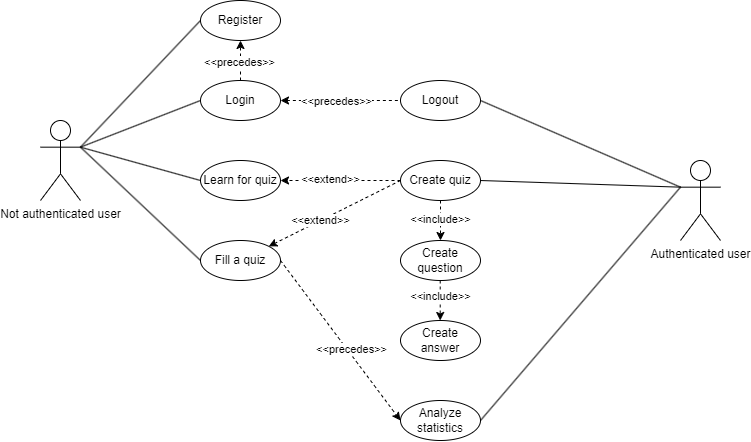 Register
<<precedes>>
Login
<<precedes>>
Logout
Not authenticated user
Learn for quiz
<<extend>>
Create quiz
<<extend>>
<<include>>
Authenticated user
Fill a quiz
Create
question
<<include>>
Create
answer
<<precedes>>
Analyze
statistics